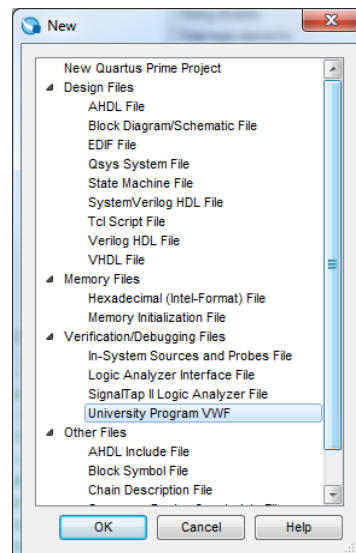 New
New Quartus Prime Project
Design Files
AHDL File
Block Diagram/Schematic File
EDIF File
Qsys System File
State Machine File
SystemVerilog HDL File
Tcl Script File
Verilog HDL File
VHDL File
Memory Files
Hexadecimal (Intel-Format) File
Memory Initialization File
Verification/Debugging Files
In-System Sources and Probes File
Logic Analyzer Interface File
SignalTap II Logic Analyzer File
University Program VWF
Other Files
AHDL Include File
Block Symbol File
Chain Description File
OK Cancel Help